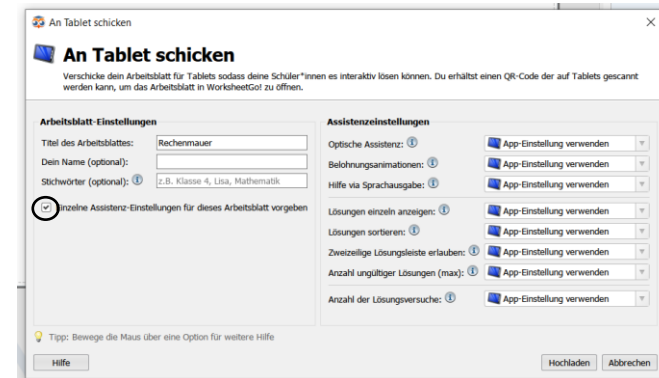 An Tablet schicken
An Tablet schicken
Verschicke dein Arbeitsblatt für Tablets sodass deine Schüler*innen es interaktiv lösen können. Du erhältst einen QR-Code der auf Tablets gescannt
werden kann, um das Arbeitsblatt in WorksheetGo! zu öffnen.
Arbeitsblatt-Einstellungen
Titel des Arbeitsblattes: Rechenmauer
Dein Name (optional):
Stichwörter (optional): z.B. Klasse 4, Lisa, Mathematik
Einzelne Assistenz-Einstellungen für dieses Arbeitsblatt vorgeben
Assistenzeinstellungen
Optische Assistenz: App-Einstellung verwenden
Belohnungsanimationen: App-Einstellung verwenden
Hilfe via Sprachausgabe: App-Einstellung verwenden
Lösungen einzeln anzeigen: App-Einstellung verwenden
Lösungen sortieren: App-Einstellung verwenden
Zweizeilige Lösungsleiste erlauben: App-Einstellung verwenden
Anzahl ungültiger Lösungen (max): App-Einstellung verwenden
Anzahl der Lösungsversuche: App-Einstellung verwenden
Tipp: Bewege die Maus über eine Option für weitere Hilfe
Hilfe
Hochladen
Abbrechen